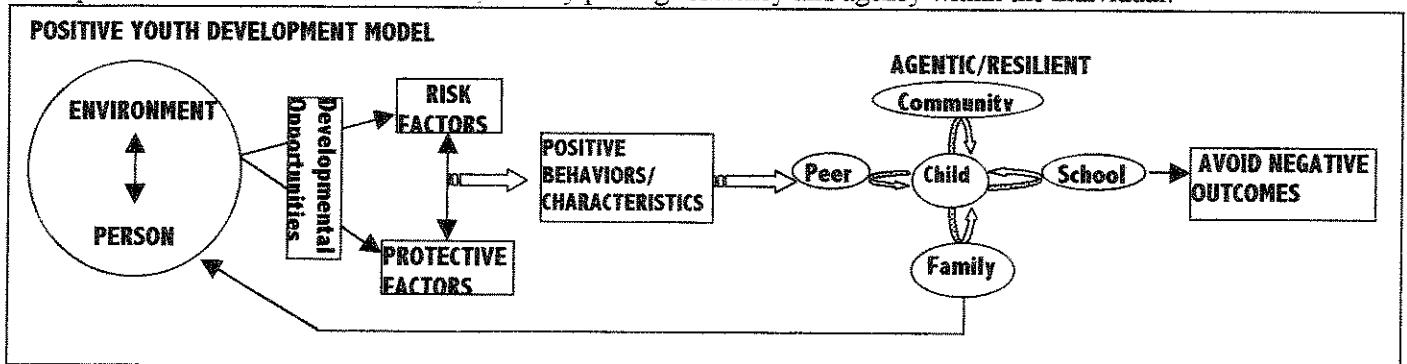 POSITIVE YOUTH DEVELOPMENT MODEL
ENVIRONMENT
PERSON
Developmental
Opportunities
RISK
FACTORS
PROTECTIVE
FACTORS
POSITIVE
BEHAVIORS/
CHARACTERISTICS
AGENTIC/RESILIENT
Community
Peer
Child
School
Family
AVOID NEGATIVE
OUTCOMES